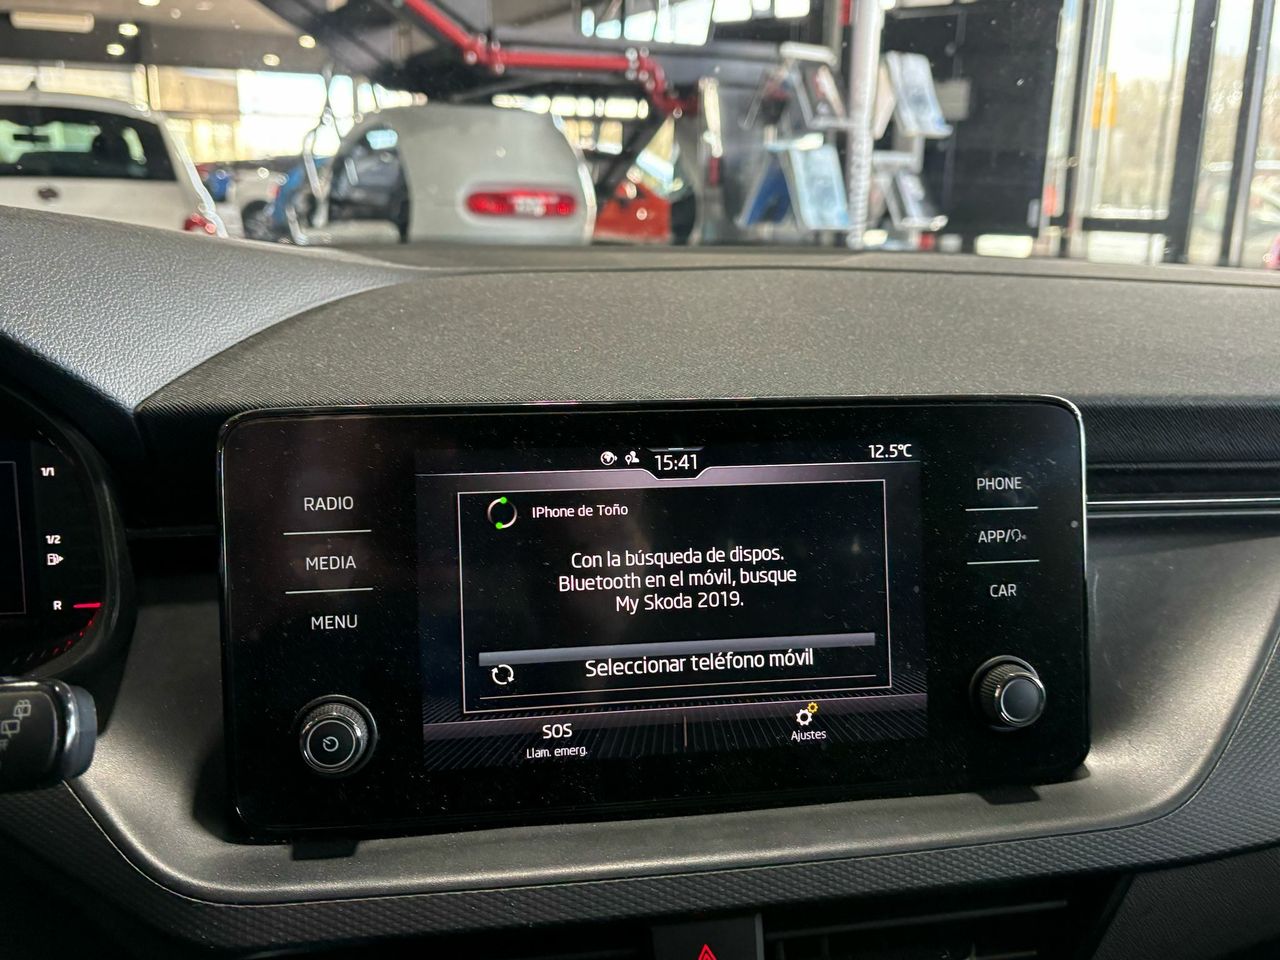 15:41
12.5°C
IPhone de Toño
Con la búsqueda de dispos.
Bluetooth en el móvil, busque
My Skoda 2019.
Seleccionar teléfono móvil
SOS
Llam. emerg.
Ajustes
RADIO
MEDIA
MENU
PHONE
APP/
CAR
1/1
1/2
R